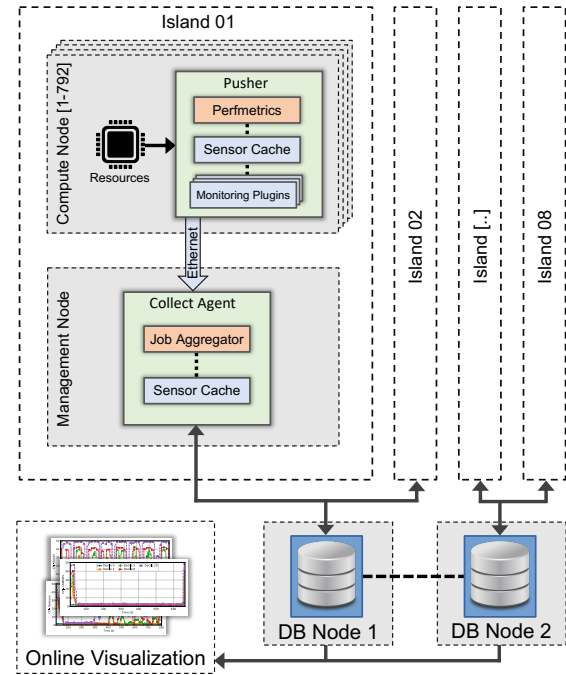 Island 01
Compute Node [1-792]
Pusher
Perfmetrics
Sensor Cache
Monitoring Plugins
Resources
Ethernet
Management Node
Collect Agent
Job Aggregator
Sensor Cache
Island 02
Island [..]
Island 08
DB Node 1
DB Node 2
Online Visualization